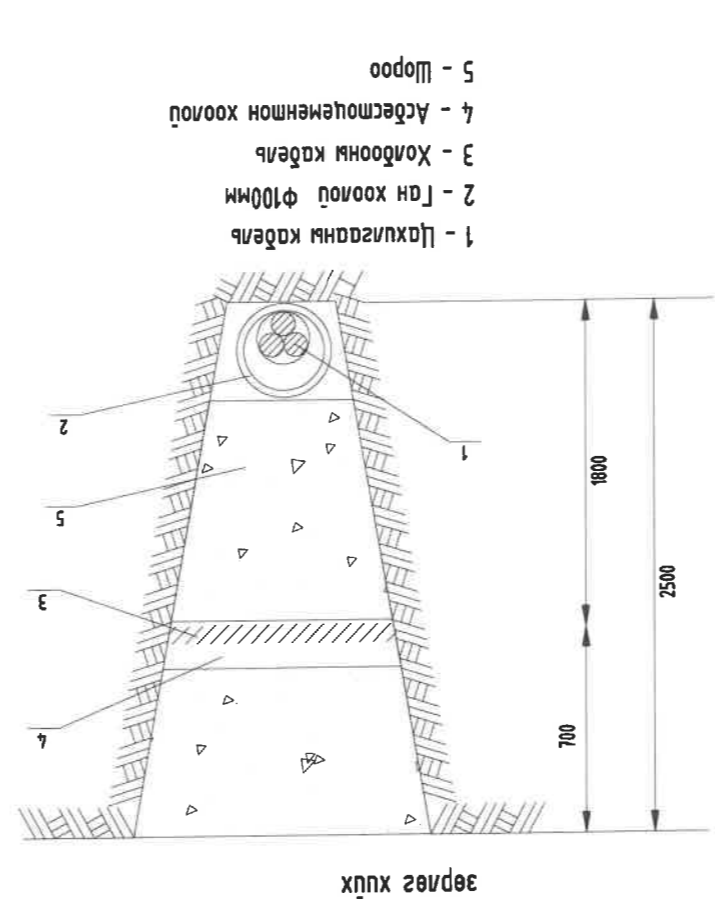 зөрлөг хийх
700
1800
2500
4
3
5
2
1
1 - Цахилгааны кабель
2 - Ган хоолой Ф100мм
3 - Холбооны кабель
4 - Асбестоцементон хоолой
5 - Шороо